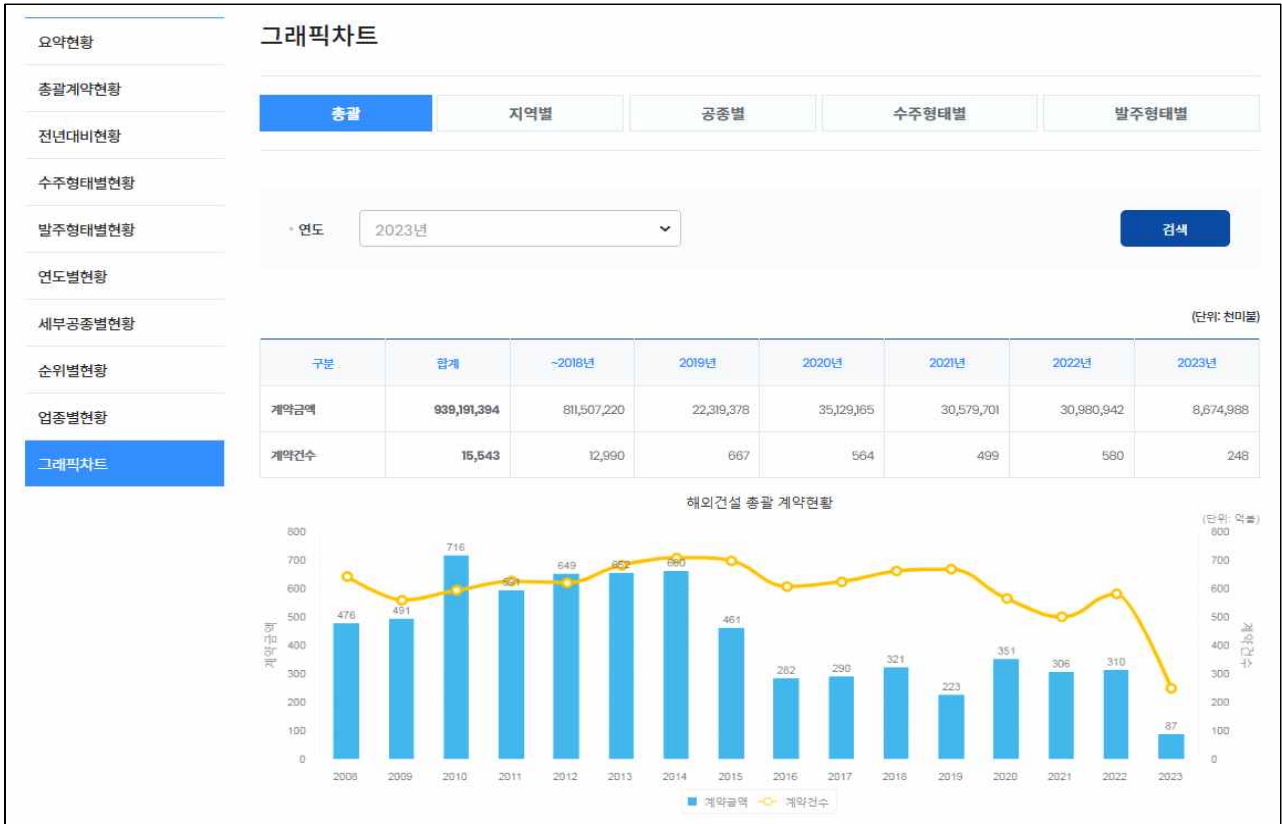 요약현황
총괄계약현황
전년대비현황
수주형태별현황
발주형태별현황
연도별현황
세부공종별현황
순위별현황
업종별현황
그래픽차트
그래픽차트
총괄 지역별 공종별 수주형태별 발주형태별
연도 2023년 검색
(단위: 천미불)
구분 합계 ~2018년 2019년 2020년 2021년 2022년 2023년
계약금액 939,191,394 811,507,220 22,319,378 35,129,165 30,579,701 30,980,942 8,674,988
계약건수 15,543 12,990 667 564 499 580 248
해외건설 총괄 계약현황
(단위: 억불)
계약금액
800
700
600
500
400
300
200
100
0
476 491 716 649 652 660 461 282 290 321 223 351 306 310 87
계약건수
800
700
600
500
400
300
200
100
0
2008 2009 2010 2011 2012 2013 2014 2015 2016 2017 2018 2019 2020 2021 2022 2023
계약금액 계약건수